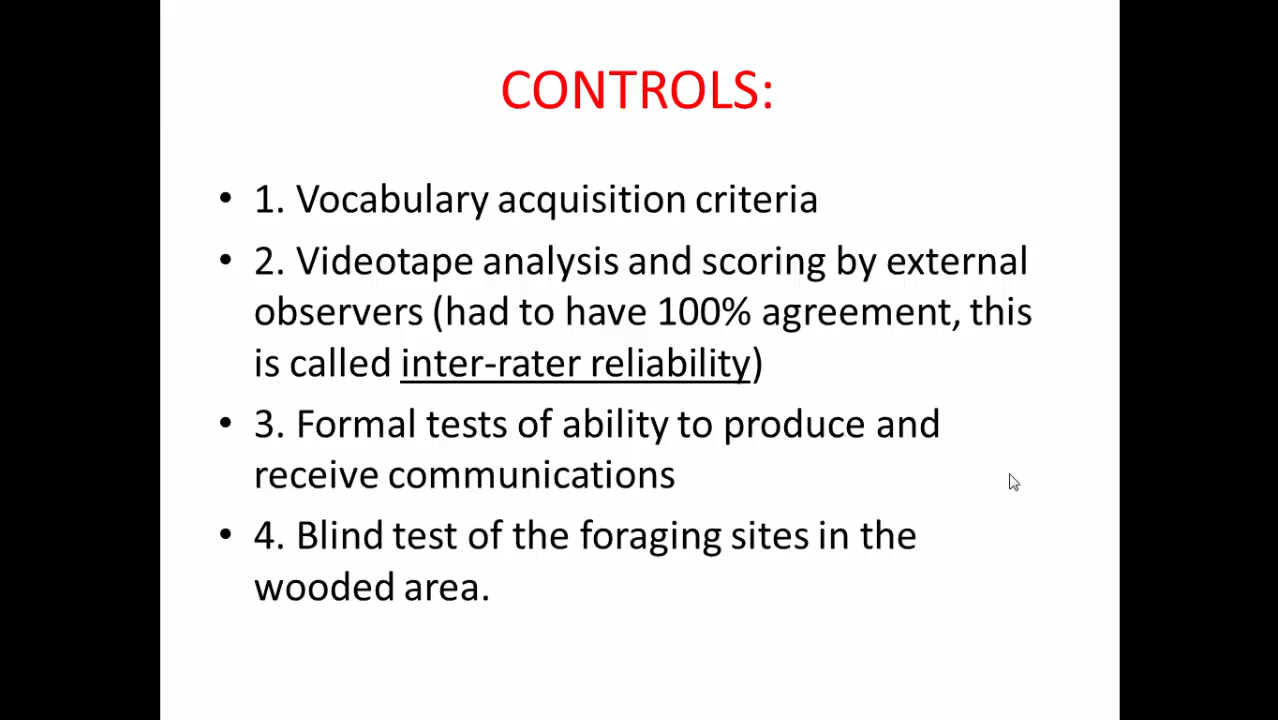 CONTROLS:
• 1. Vocabulary acquisition criteria
• 2. Videotape analysis and scoring by external
observers (had to have 100% agreement, this
is called inter-rater reliability)
• 3. Formal tests of ability to produce and
receive communications
• 4. Blind test of the foraging sites in the
wooded area.